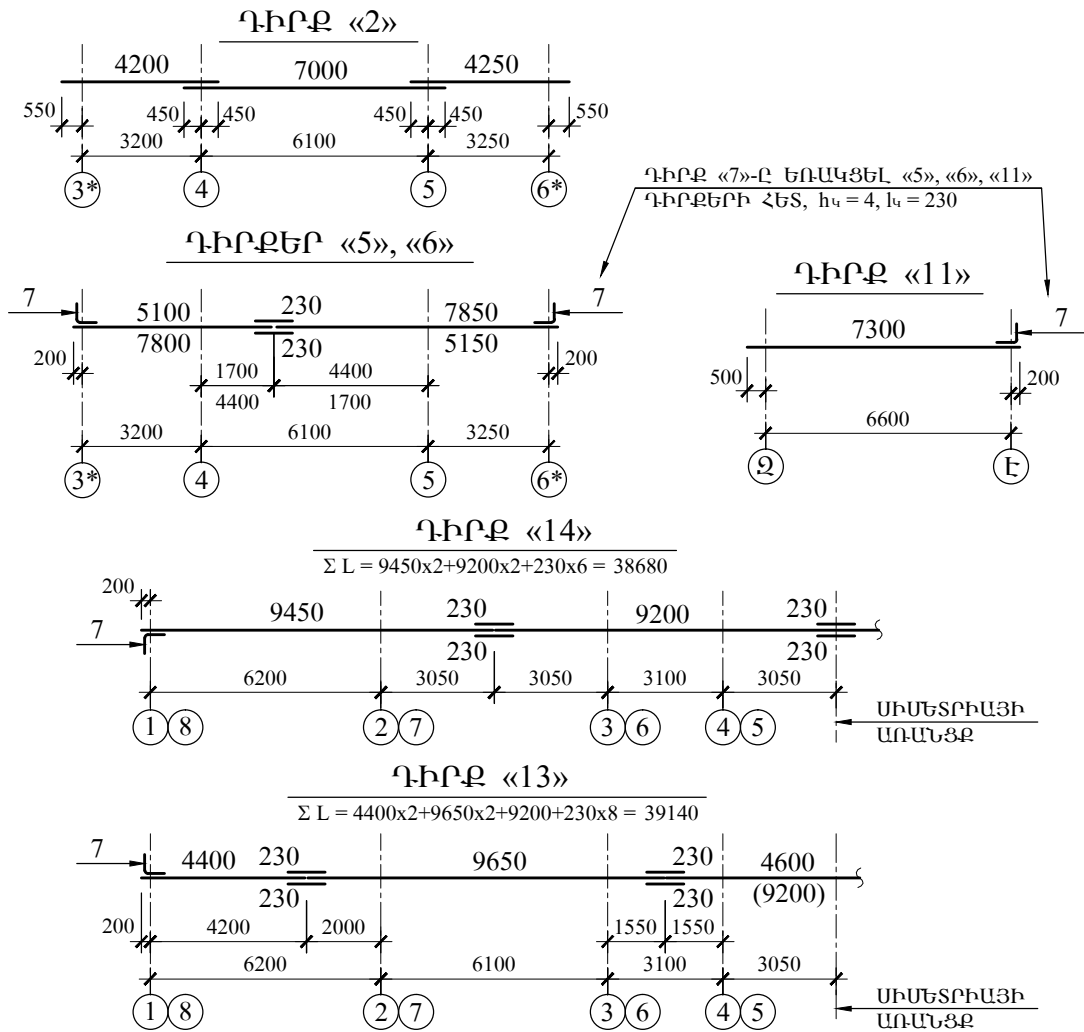 ԴԻՐՔ «2»
4200 7000 4250
550 450 450 450 450 550
3200 6100 3250
3* 4 5 6*
ԴԻՐՔ «7»-Ը ԵՌԱԿՑԵԼ «5», «6», «11»
ԴԻՐՔԵՐԻ ՀԵՏ, hկ = 4, lկ = 230
ԴԻՐՔԵՐ «5», «6»
7 5100 230 7850 7
7800 230 5150
200 1700 4400 200
4400 1700
3200 6100 3250
3* 4 5 6*
ԴԻՐՔ «11»
7300 7
500 200
6600
Զ Է
ԴԻՐՔ «14»
Σ L = 9450x2+9200x2+230x6 = 38680
200 9450 230 9200 230
7 230 230
6200 3050 3050 3100 3050
1 8 2 7 3 6 4 5
ՍԻՄԵՏՐԻԱՅԻ
ԱՌԱՆՑՔ
ԴԻՐՔ «13»
Σ L = 4400x2+9650x2+9200+230x8 = 39140
7 4400 230 9650 230 4600
230 230 (9200)
200 4200 2000 1550 1550
6200 6100 3100 3050
1 8 2 7 3 6 4 5
ՍԻՄԵՏՐԻԱՅԻ
ԱՌԱՆՑՔ